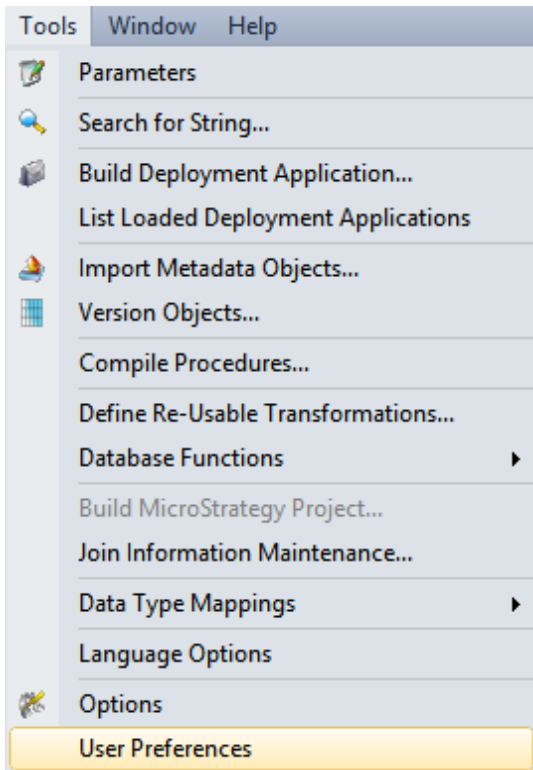 Tools Window Help
Parameters
Search for String...
Build Deployment Application...
List Loaded Deployment Applications
Import Metadata Objects...
Version Objects...
Compile Procedures...
Define Re-Usable Transformations...
Database Functions
Build MicroStrategy Project...
Join Information Maintenance...
Data Type Mappings
Language Options
Options
User Preferences